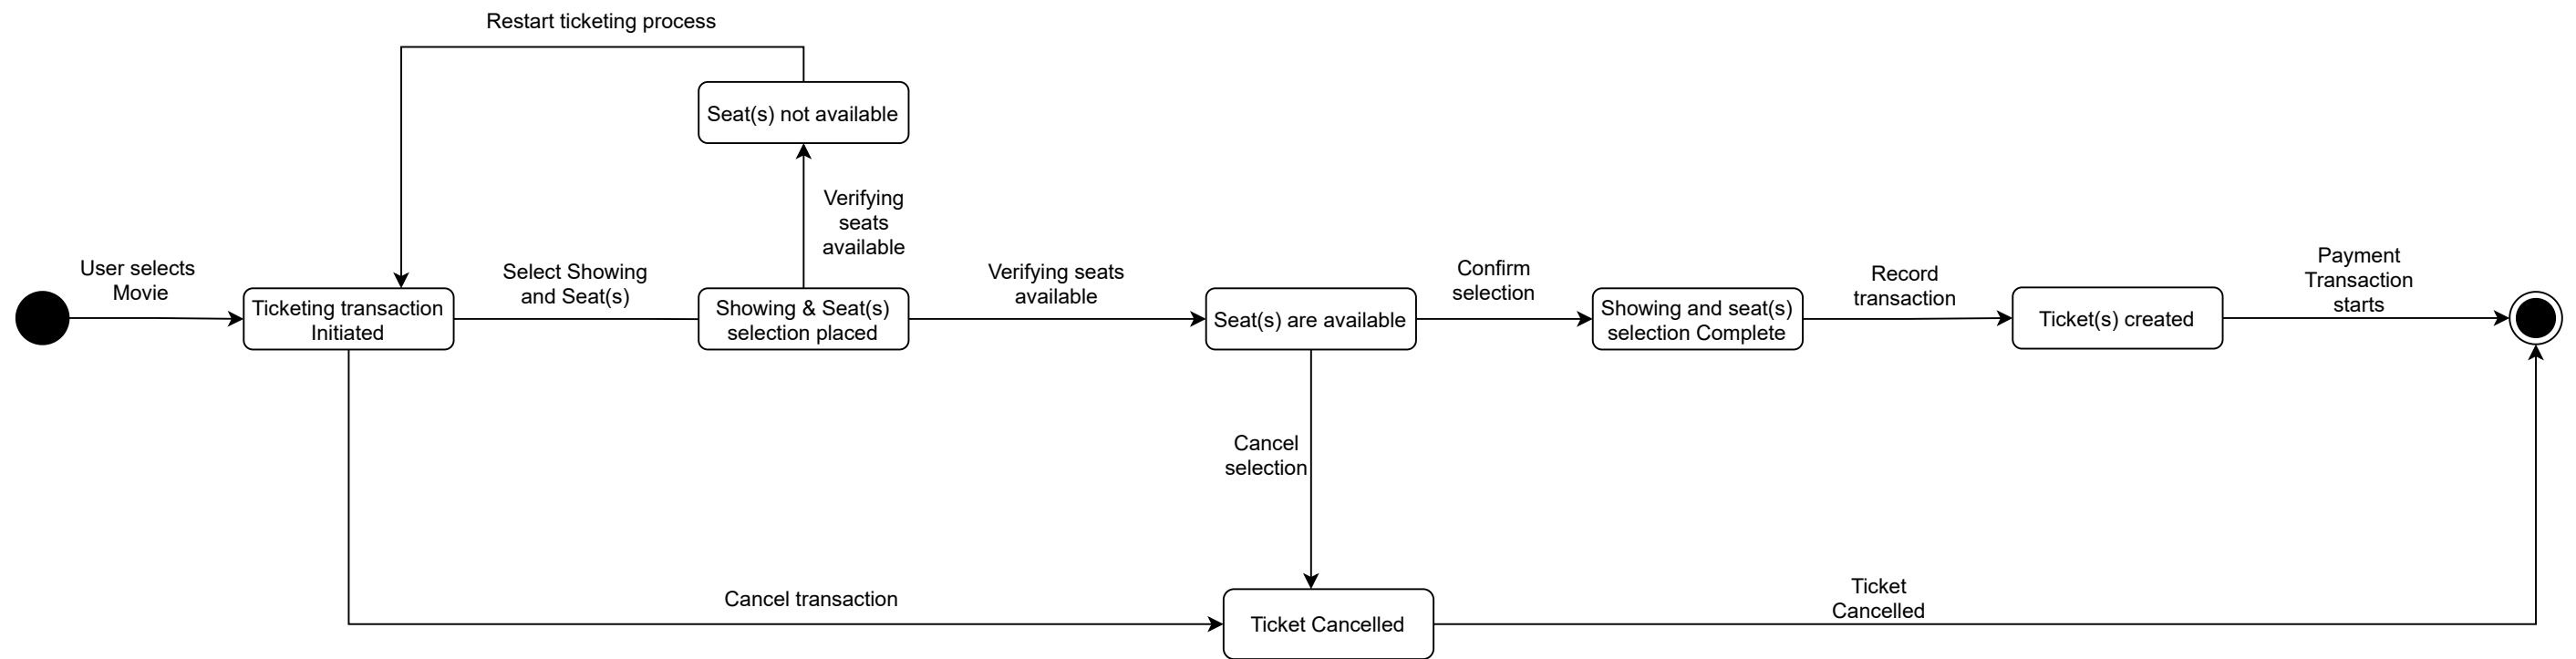 Restart ticketing process
Seat(s) not available
Verifying
seats
available
User selects
Movie
Ticketing transaction
Initiated
Select Showing
and Seat(s)
Showing & Seat(s)
selection placed
Verifying seats
available
Seat(s) are available
Confirm
selection
Showing and seat(s)
selection Complete
Record
transaction
Ticket(s) created
Payment
Transaction
starts
Cancel
selection
Cancel transaction
Ticket Cancelled
Ticket
Cancelled